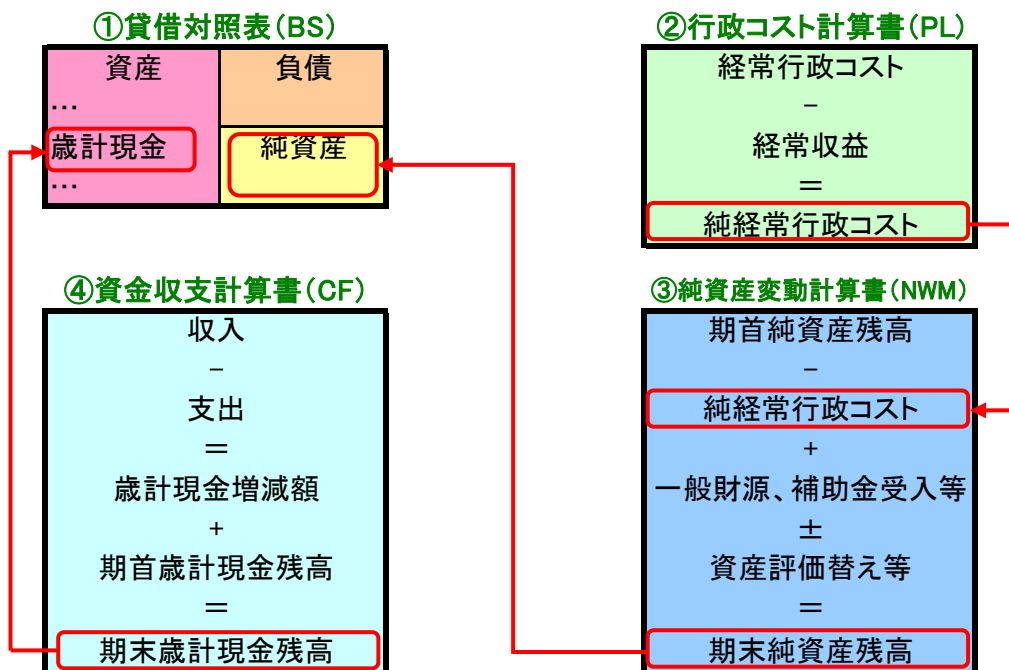 ①貸借対照表(BS)
資産
負債
…
歳計現金
純資産
…
②行政コスト計算書(PL)
経常行政コスト
－
経常収益
＝
純経常行政コスト
④資金収支計算書(CF)
収入
－
支出
＝
歳計現金増減額
＋
期首歳計現金残高
＝
期末歳計現金残高
③純資産変動計算書(NWM)
期首純資産残高
－
純経常行政コスト
＋
一般財源、補助金受入等
±
資産評価替え等
＝
期末純資産残高